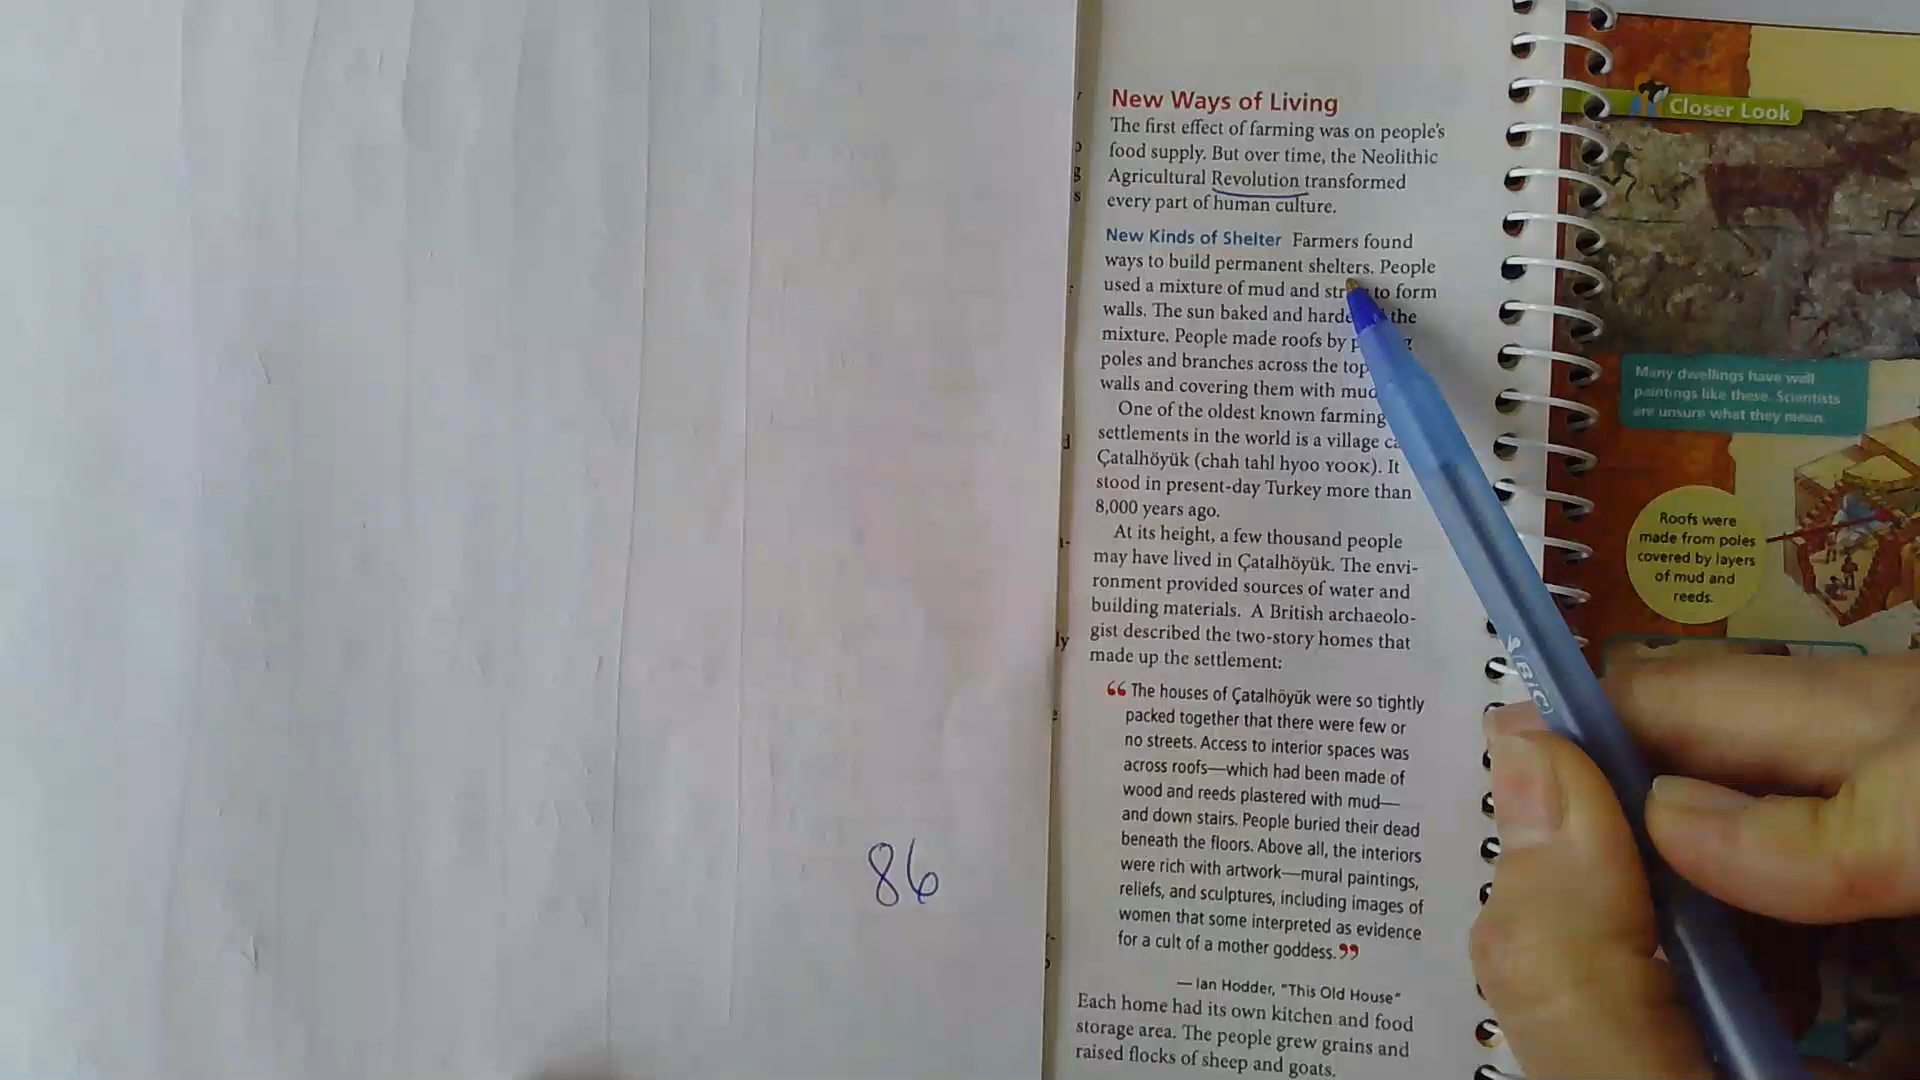 New Ways of Living
The first effect of farming was on people's
food supply. But over time, the Neolithic
Agricultural Revolution transformed
every part of human culture.
New Kinds of Shelter Farmers found
ways to build permanent shelters. People
used a mixture of mud and to form
walls. The sun baked and the
mixture. People made roofs by
poles and branches across the
walls and covering them with
One of the oldest known farming
settlements in the world is a village
Çatalhöyük (chah tahl hyoo YOOK). It
stood in present-day Turkey more than
8,000 years ago.
At its height, a few thousand people
may have lived in Çatalhöyük. The envi-
ronment provided sources of water and
building materials. A British archaeolo-
gist described the two-story homes that
made up the settlement:
“The houses of Çatalhöyük were so tightly
packed together that there were few or
no streets. Access to interior spaces was
across roofs—which had been made of
wood and reeds plastered with mud—
and down stairs. People buried their dead
beneath the floors. Above all, the interiors
were rich with artwork—mural paintings,
reliefs, and sculptures, including images of
women that some interpreted as evidence
for a cult of a mother goddess.”
— Ian Hodder, "This Old House"
Each home had its own kitchen and food
storage area. The people grew grains and
raised flocks of sheep and goats.
86
Closer Look
Many dwellings have wall
paintings like these. Scientists
are unsure what they mean.
Roofs were
made from poles
covered by layers
of mud and
reeds.
BIC